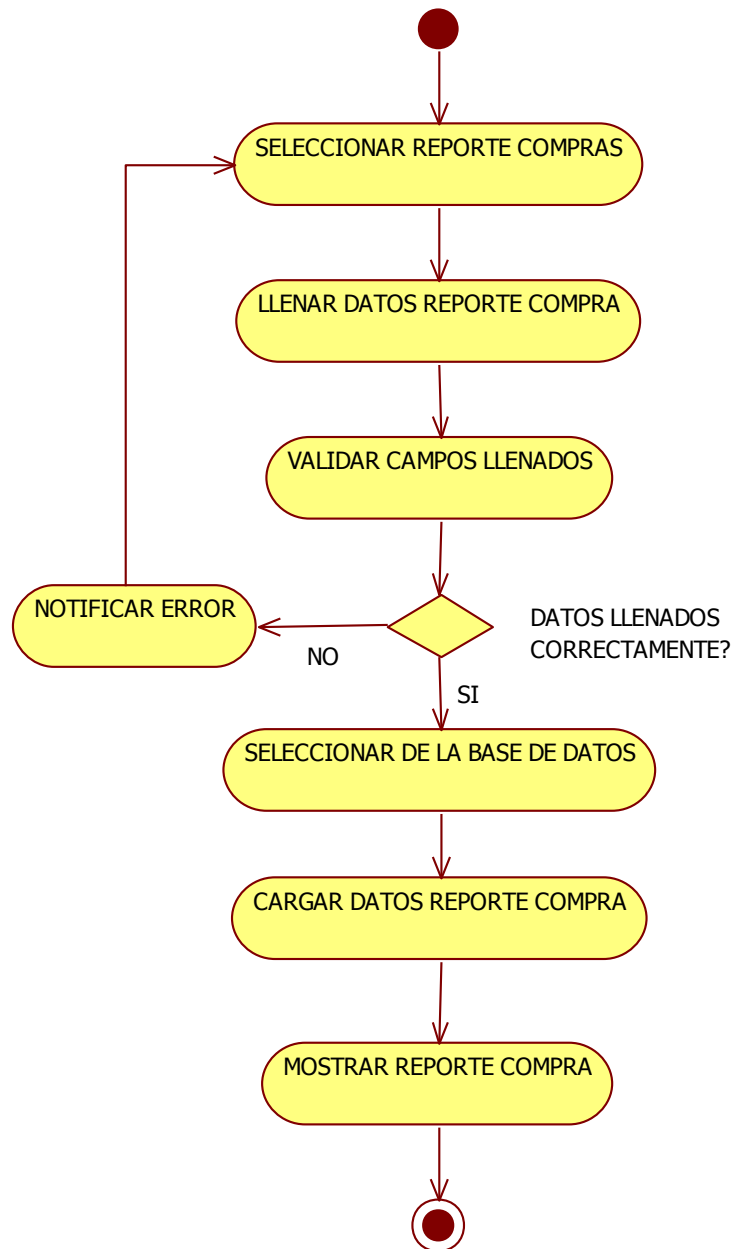 SELECCIONAR REPORTE COMPRAS
LLENAR DATOS REPORTE COMPRA
VALIDAR CAMPOS LLENADOS
NOTIFICAR ERROR
NO
DATOS LLENADOS
CORRECTAMENTE?
SI
SELECCIONAR DE LA BASE DE DATOS
CARGAR DATOS REPORTE COMPRA
MOSTRAR REPORTE COMPRA